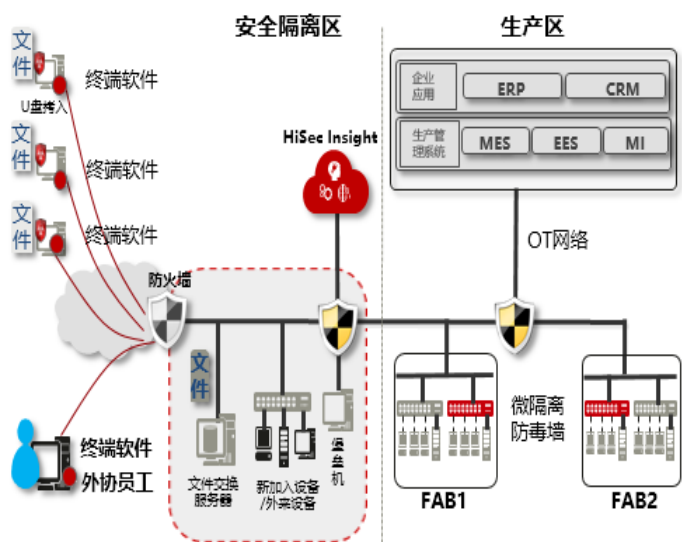 安全隔离区
生产区
文
件
U盘拷入
终端软件
企业
应用
ERP
CRM
生产管
理系统
MES
EES
MI
HiSec Insight
文
件
终端软件
文
件
终端软件
OT网络
防火墙
文
件
文件交换
服务器
新加入设备
/外来设备
堡
垒
机
微隔离
防毒墙
终端软件
外协员工
FAB1
FAB2